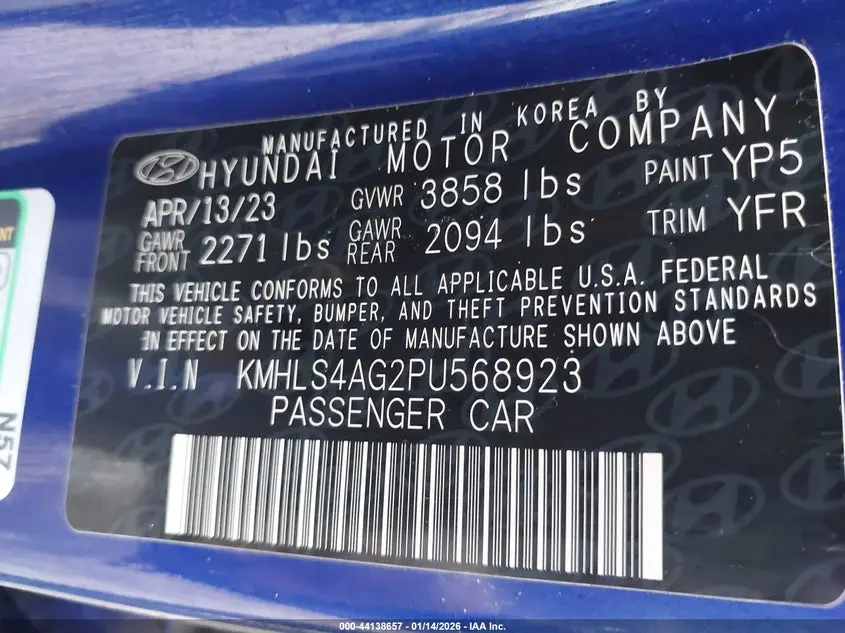 MANUFACTURED IN KOREA BY
HYUNDAI MOTOR COMPANY
APR/13/23 GVWR 3858 lbs PAINT YP5
GAWR FRONT 2271 lbs GAWR REAR 2094 lbs TRIM YFR
THIS VEHICLE CONFORMS TO ALL APPLICABLE U.S.A. FEDERAL
MOTOR VEHICLE SAFETY, BUMPER, AND THEFT PREVENTION STANDARDS
IN EFFECT ON THE DATE OF MANUFACTURE SHOWN ABOVE
V.I.N KMHLS4AG2PU568923
PASSENGER CAR
N57
000-44138657 - 01/14/2026 - IAA Inc.